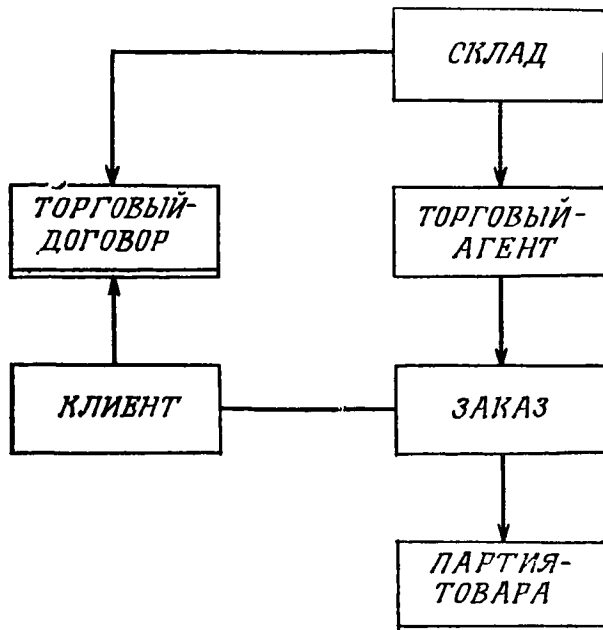 СКЛАД
ТОРГОВЫЙ-
ДОГОВОР
ТОРГОВЫЙ-
АГЕНТ
КЛИЕНТ
ЗАКАЗ
ПАРТИЯ-
ТОВАРА